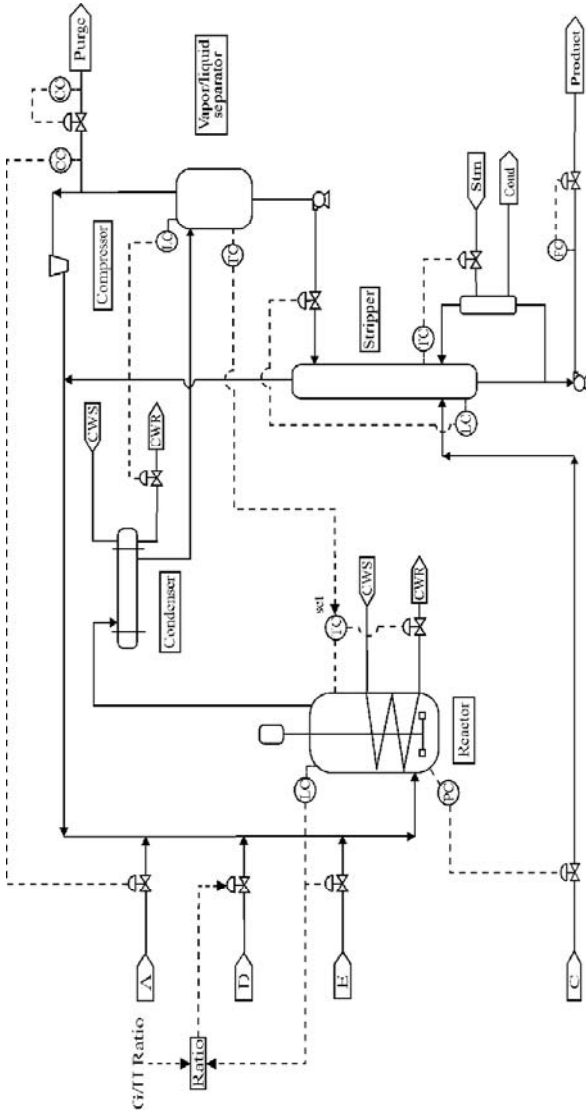 G/H Ratio
Ratio
A
D
E
C
LC
PC
Reactor
TC
set
CWS
CWR
Condenser
CWS
CWR
Compressor
LC
TC
Vapor/liquid
separator
CC
CC
Purge
Stripper
LC
TC
Stm
Cond
FC
Product